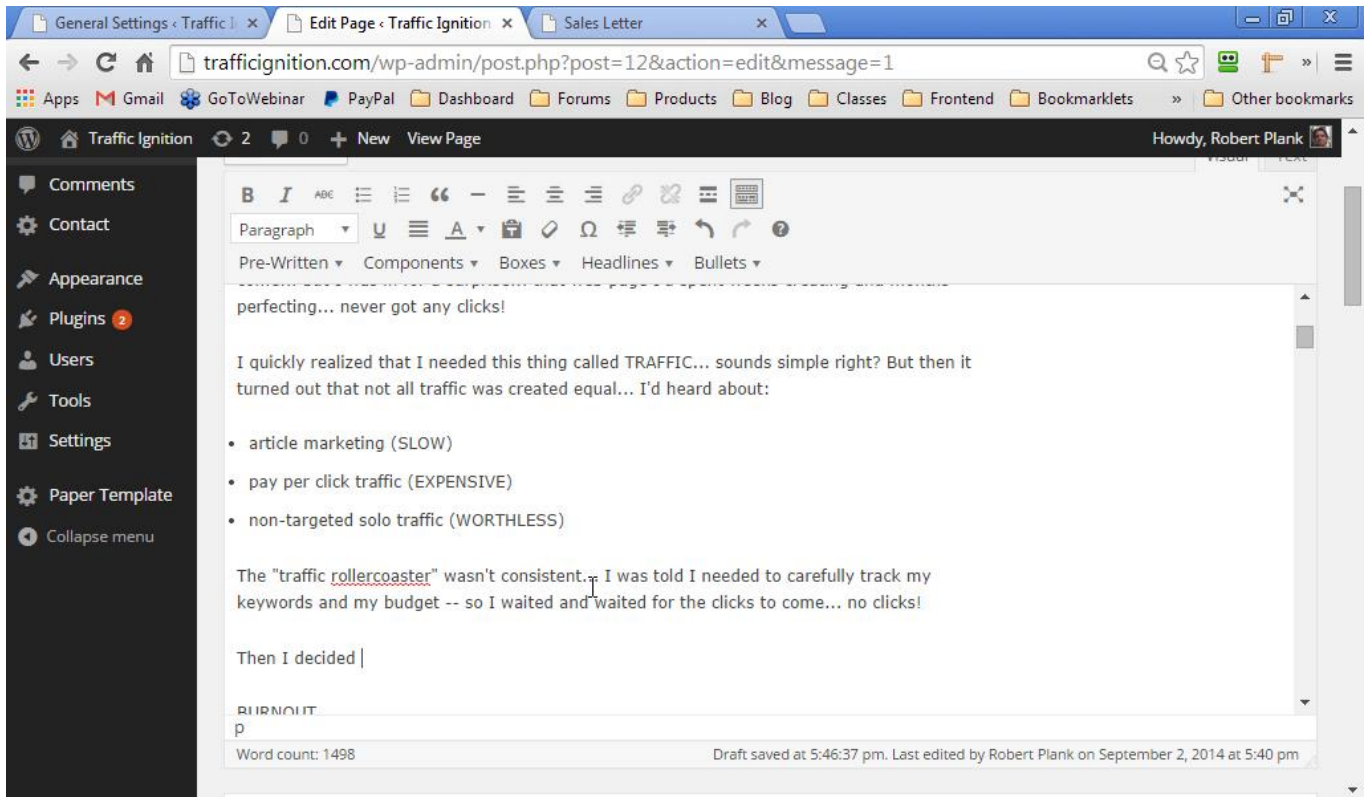 General Settings ‹ Traffic I
Edit Page ‹ Traffic Ignition
Sales Letter
trafficignition.com/wp-admin/post.php?post=12&action=edit&message=1
Apps Gmail GoToWebinar PayPal Dashboard Forums Products Blog Classes Frontend Bookmarklets » Other bookmarks
Traffic Ignition 2 0 + New View Page Howdy, Robert Plank
Visual Text
Comments
Contact
Appearance
Plugins 2
Users
Tools
Settings
Paper Template
Collapse menu
B I ABC
Paragraph U A Ω
Pre-Written Components Boxes Headlines Bullets
perfecting... never got any clicks!
I quickly realized that I needed this thing called TRAFFIC... sounds simple right? But then it
turned out that not all traffic was created equal... I'd heard about:
• article marketing (SLOW)
• pay per click traffic (EXPENSIVE)
• non-targeted solo traffic (WORTHLESS)
The "traffic rollercoaster" wasn't consistent... I was told I needed to carefully track my
keywords and my budget -- so I waited and waited for the clicks to come... no clicks!
Then I decided
BURNOUT
p
Word count: 1498
Draft saved at 5:46:37 pm. Last edited by Robert Plank on September 2, 2014 at 5:40 pm